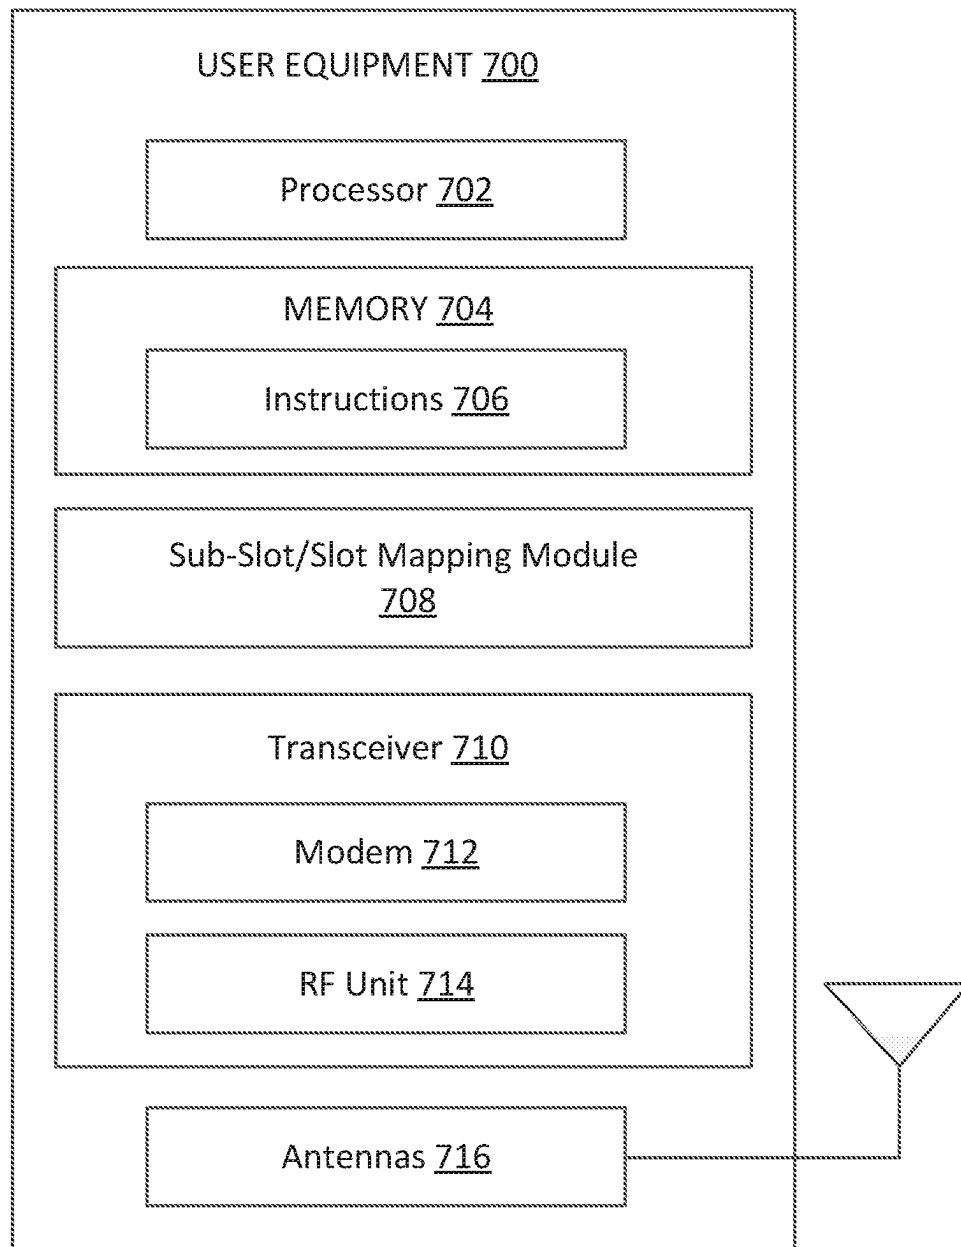 USER EQUIPMENT 700
Processor 702
MEMORY 704
Instructions 706
Sub-Slot/Slot Mapping Module
708
Transceiver 710
Modem 712
RF Unit 714
Antennas 716